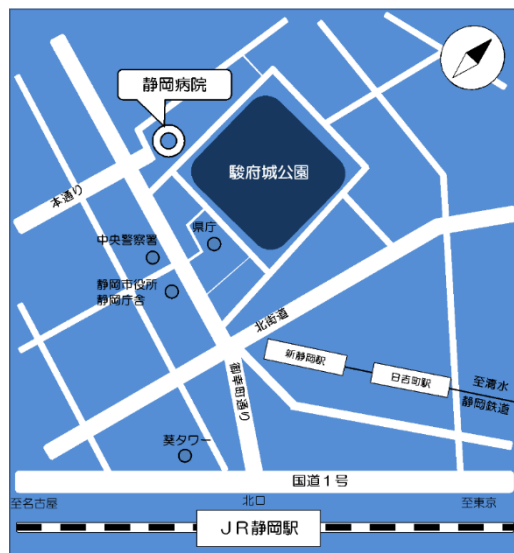 静岡病院
駿府城公園
本通り
県庁
中央警察署
静岡市役所
静岡庁舎
北街道
御幸町通り
新静岡駅
日吉町駅
至清水
静岡鉄道
葵タワー
国道1号
至名古屋
北口
至東京
JR静岡駅